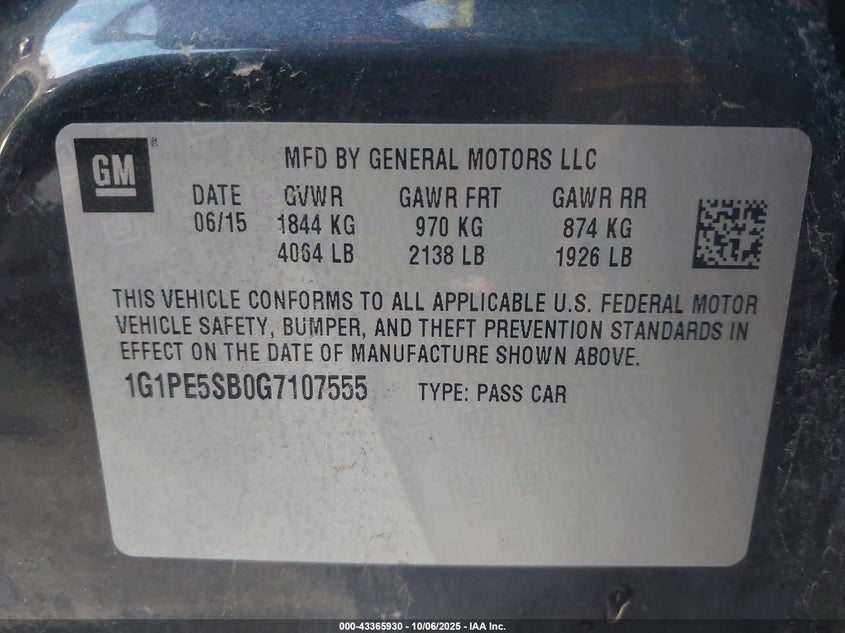 GM ®
MFD BY GENERAL MOTORS LLC
DATE GVWR GAWR FRT GAWR RR
06/15 1844 KG 970 KG 874 KG
4064 LB 2138 LB 1926 LB
THIS VEHICLE CONFORMS TO ALL APPLICABLE U.S. FEDERAL MOTOR
VEHICLE SAFETY, BUMPER, AND THEFT PREVENTION STANDARDS IN
EFFECT ON THE DATE OF MANUFACTURE SHOWN ABOVE.
1G1PE5SB0G7107555 TYPE: PASS CAR
000-43365930 - 10/06/2025 - IAA Inc.